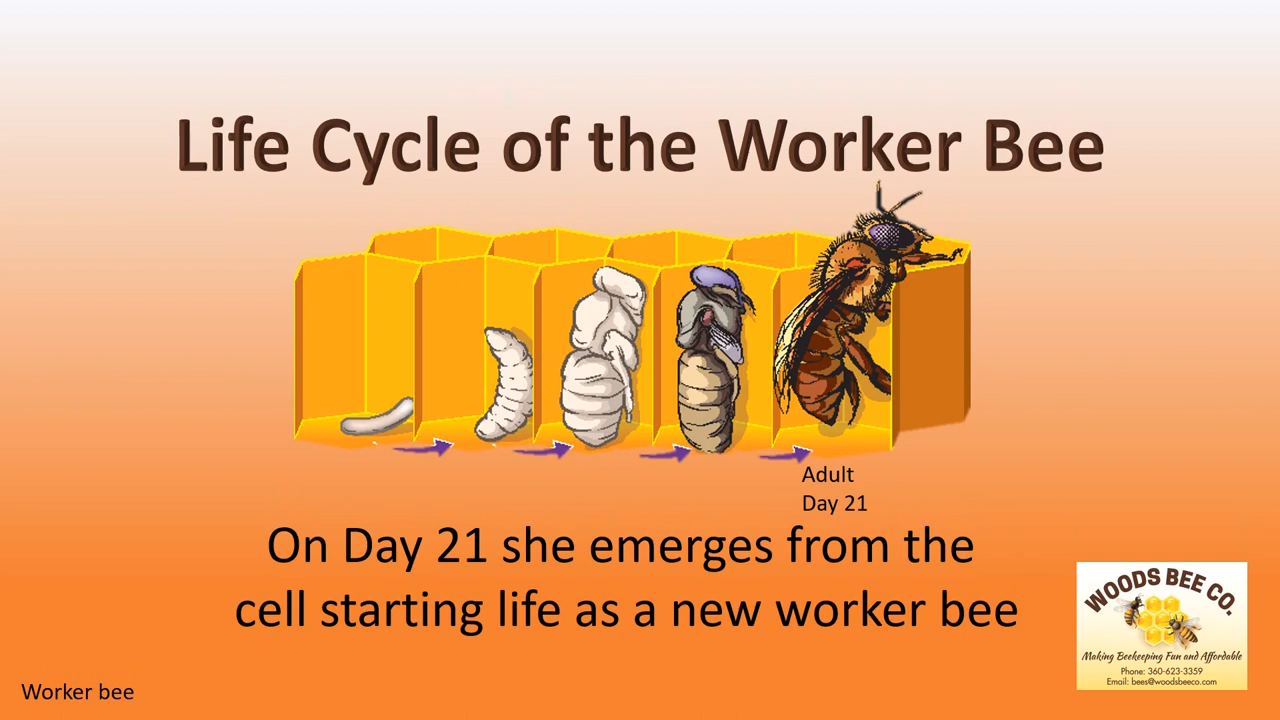 Life Cycle of the Worker Bee
Adult
Day 21
On Day 21 she emerges from the
cell starting life as a new worker bee
WOODS BEE CO.
Making Beekeeping Fun and Affordable
Phone: 360-623-3359
Email: bees@woodsbeeco.com
Worker bee